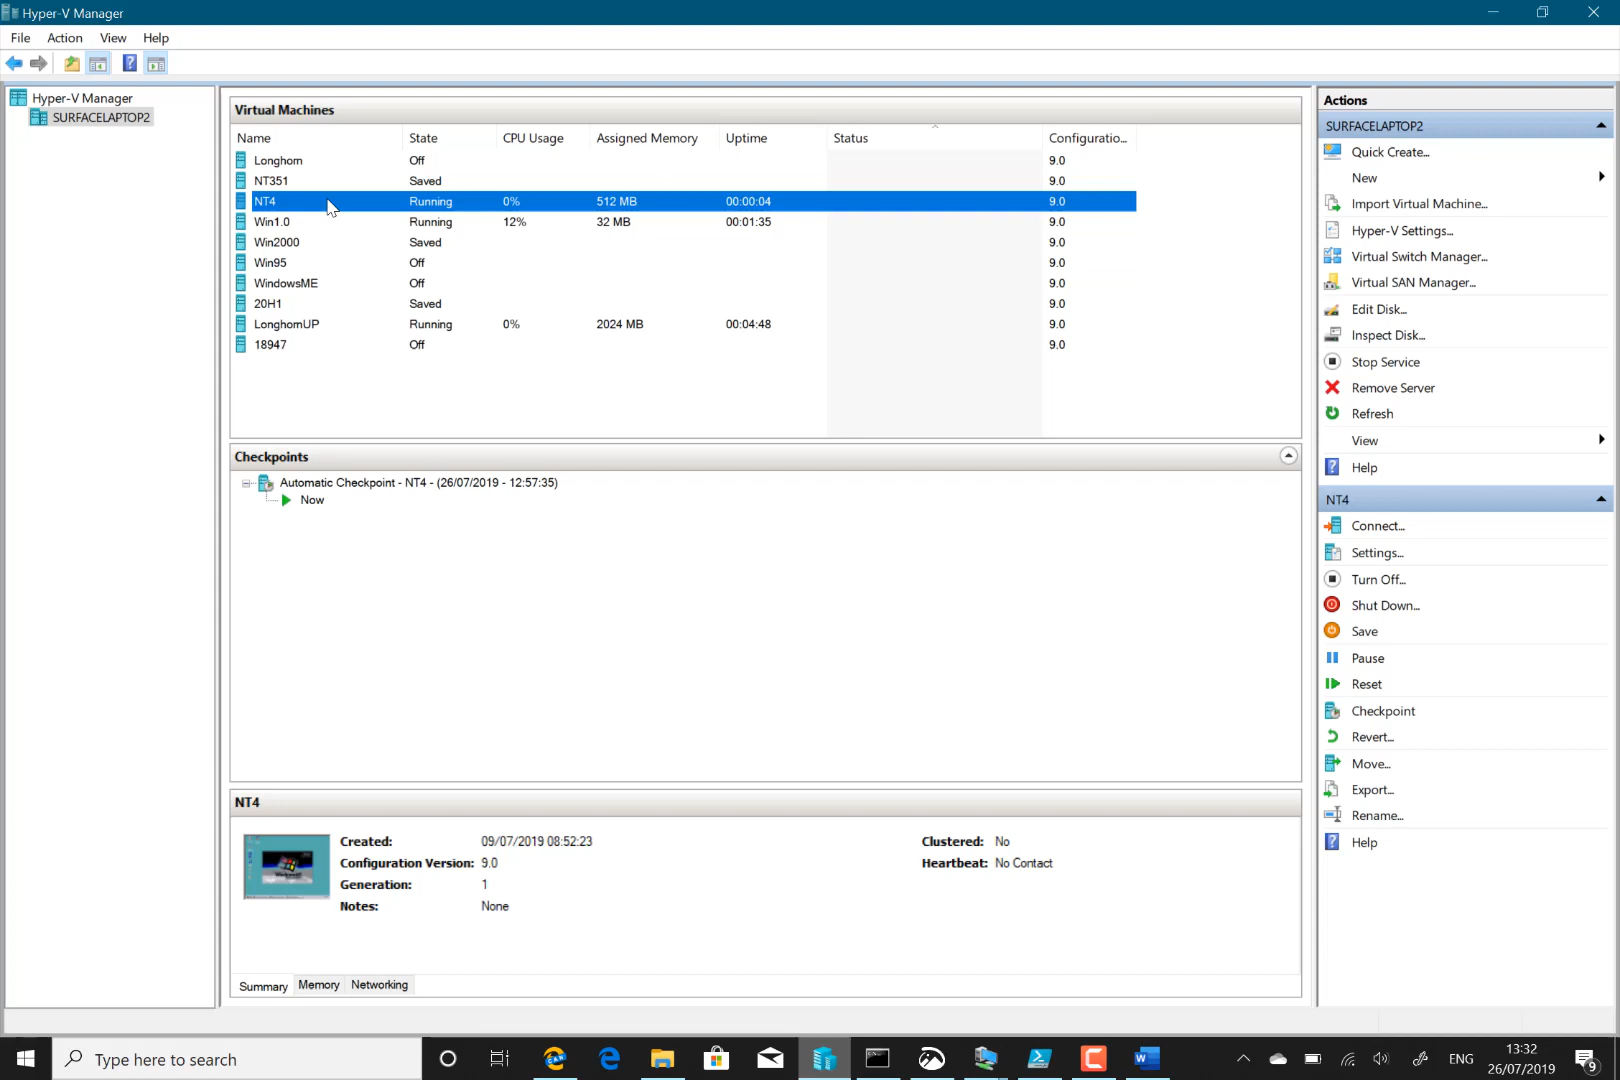 Hyper-V Manager
File Action View Help
Hyper-V Manager
SURFACELAPTOP2
Virtual Machines
Name State CPU Usage Assigned Memory Uptime Status Configuratio...
Longhorn Off 9.0
NT351 Saved 9.0
NT4 Running 0% 512 MB 00:00:04 9.0
Win1.0 Running 12% 32 MB 00:01:35 9.0
Win2000 Saved 9.0
Win95 Off 9.0
WindowsME Off 9.0
20H1 Saved 9.0
LonghornUP Running 0% 2024 MB 00:04:48 9.0
18947 Off 9.0
Checkpoints
Automatic Checkpoint - NT4 - (26/07/2019 - 12:57:35)
Now
NT4
Created: 09/07/2019 08:52:23 Clustered: No
Configuration Version: 9.0 Heartbeat: No Contact
Generation: 1
Notes: None
Summary Memory Networking
Actions
SURFACELAPTOP2
Quick Create...
New
Import Virtual Machine...
Hyper-V Settings...
Virtual Switch Manager...
Virtual SAN Manager...
Edit Disk...
Inspect Disk...
Stop Service
Remove Server
Refresh
View
Help
NT4
Connect...
Settings...
Turn Off...
Shut Down...
Save
Pause
Reset
Checkpoint
Revert...
Move...
Export...
Rename...
Help
Type here to search
ENG
13:32
26/07/2019
9